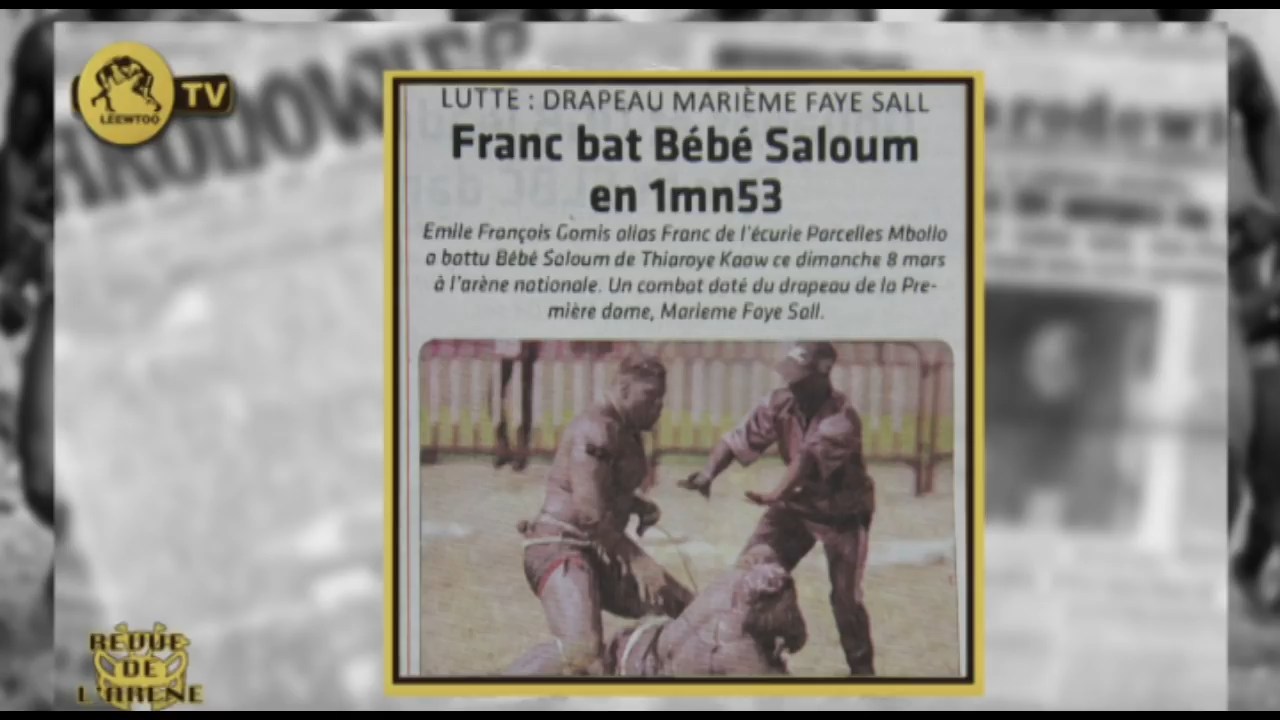 LEEWTOO
TV
LUTTE : DRAPEAU MARIÈME FAYE SALL
Franc bat Bébé Saloum
en 1mn53
Emile François Gomis alias Franc de l'écurie Parcelles Mbollo
a battu Bébé Saloum de Thiaroye Kaaw ce dimanche 8 mars
à l'arène nationale. Un combat doté du drapeau de la Pre-
mière dame, Marieme Faye Sall.
REVUE
DE
L'ARENE